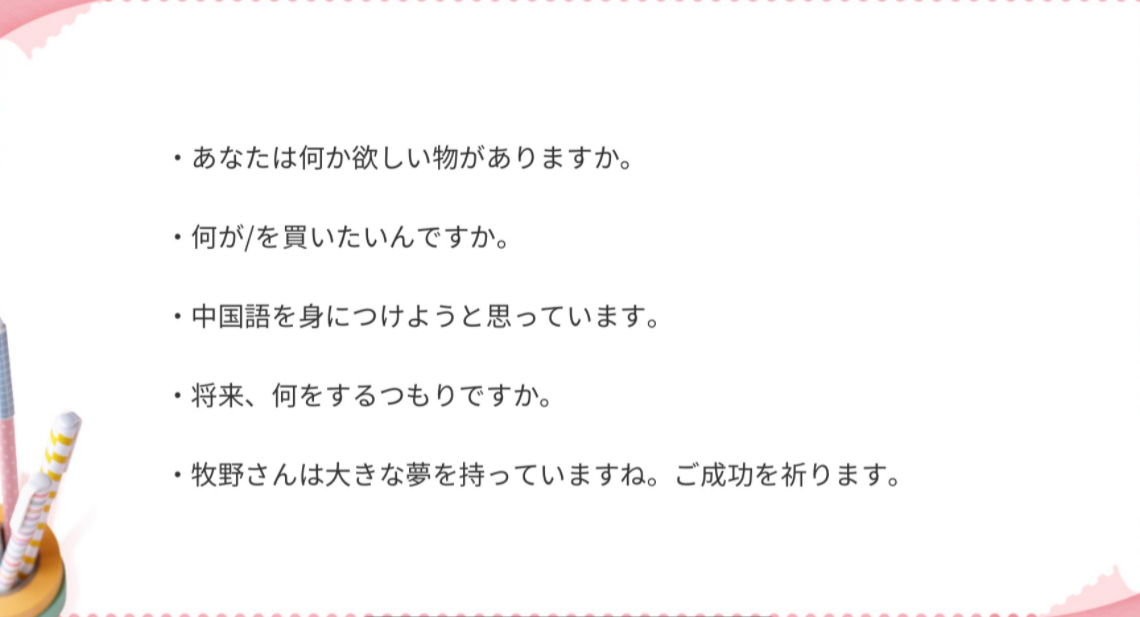 ・あなたは何か欲しい物がありますか。
・何が/を買いたいんですか。
・中国語を身につけようと思っています。
・将来、何をするつもりですか。
・牧野さんは大きな夢を持っていますね。ご成功を祈ります。